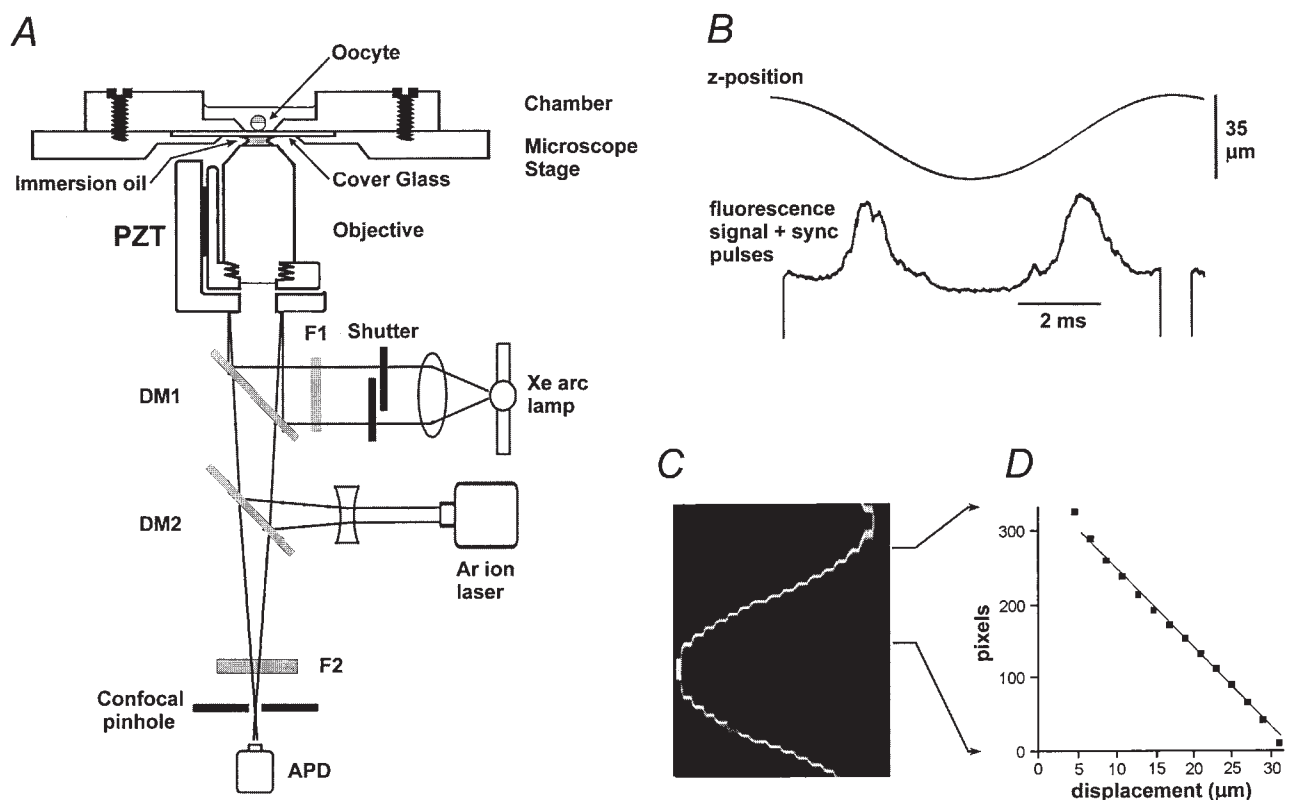 A
Oocyte
Chamber
Microscope
Stage
Immersion oil
Cover Glass
PZT
Objective
F1
Shutter
DM1
Xe arc
lamp
DM2
Ar ion
laser
F2
Confocal
pinhole
APD
B
z-position
35
µm
fluorescence
signal + sync
pulses
2 ms
C
D
300
200
100
0
pixels
0 5 10 15 20 25 30
displacement (µm)